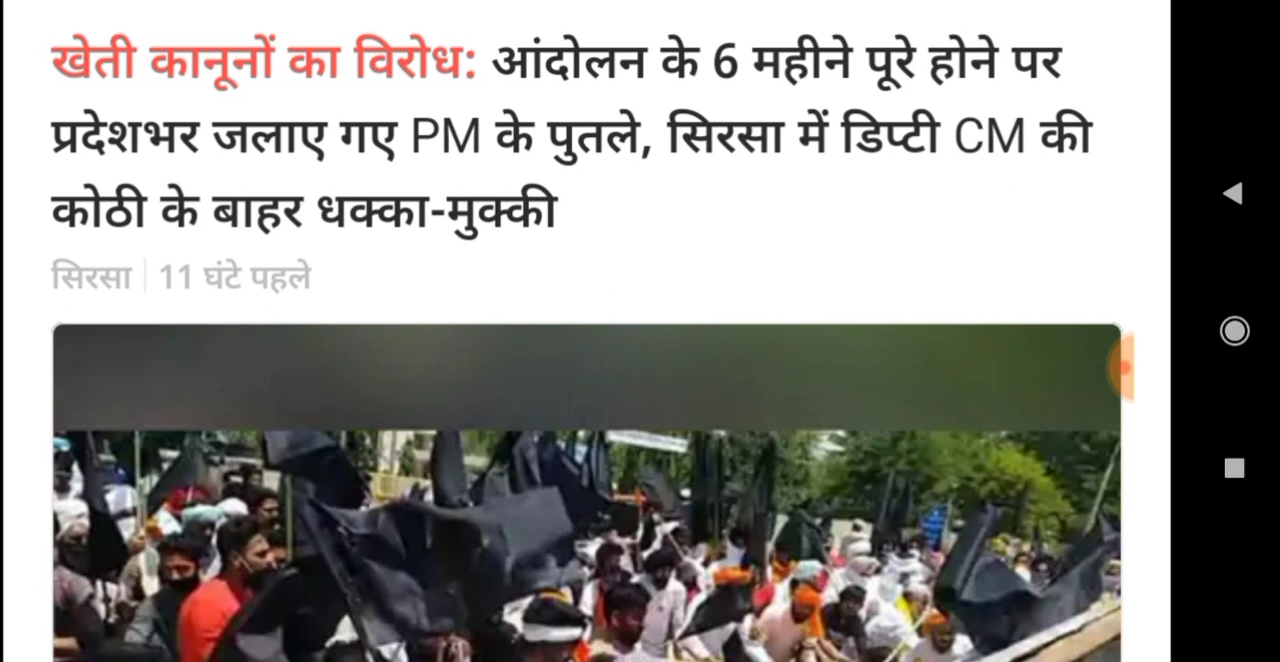 खेती कानूनों का विरोध: आंदोलन के 6 महीने पूरे होने पर
प्रदेशभर जलाए गए PM के पुतले, सिरसा में डिप्टी CM की
कोठी के बाहर धक्का-मुक्की
सिरसा | 11 घंटे पहले